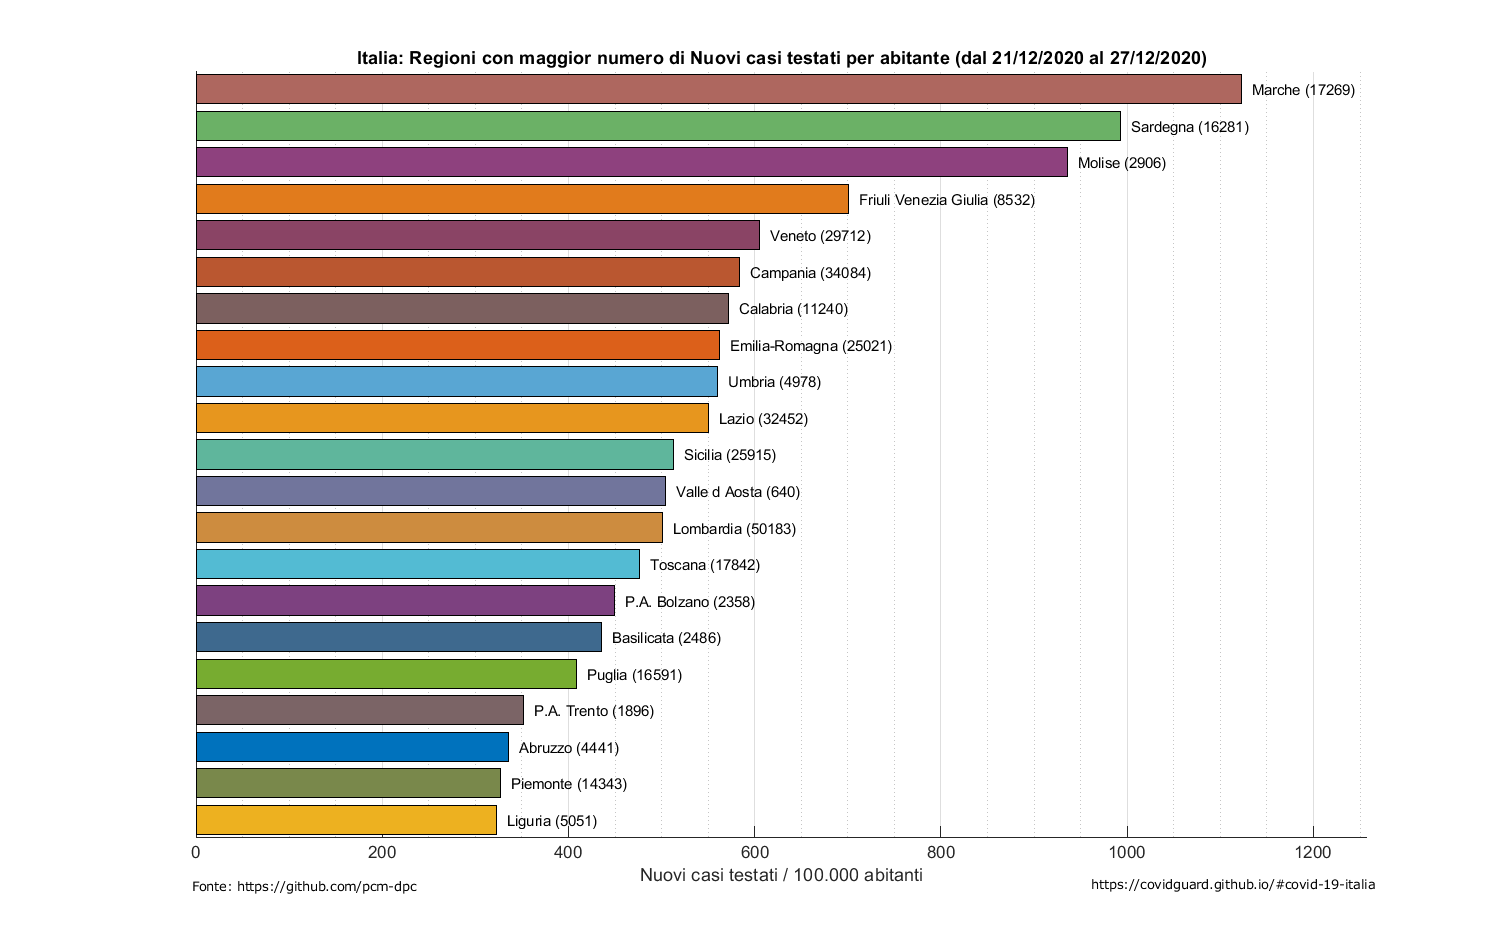 Italia: Regioni con maggior numero di Nuovi casi testati per abitante (dal 21/12/2020 al 27/12/2020)
Marche (17269)
Sardegna (16281)
Molise (2906)
Friuli Venezia Giulia (8532)
Veneto (29712)
Campania (34084)
Calabria (11240)
Emilia-Romagna (25021)
Umbria (4978)
Lazio (32452)
Sicilia (25915)
Valle d Aosta (640)
Lombardia (50183)
Toscana (17842)
P.A. Bolzano (2358)
Basilicata (2486)
Puglia (16591)
P.A. Trento (1896)
Abruzzo (4441)
Piemonte (14343)
Liguria (5051)
0 200 400 600 800 1000 1200
Nuovi casi testati / 100.000 abitanti
Fonte: https://github.com/pcm-dpc
https://covidguard.github.io/#covid-19-italia